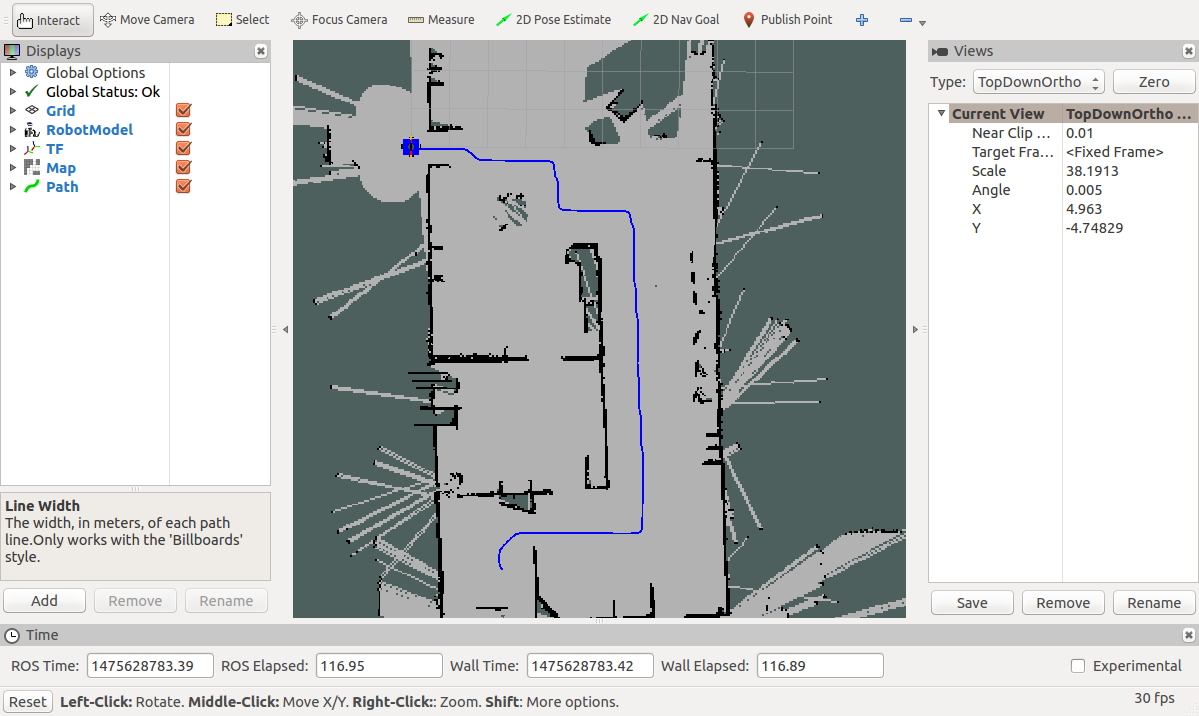 Interact Move Camera Select Focus Camera Measure 2D Pose Estimate 2D Nav Goal Publish Point
Displays
Global Options
Global Status: Ok
Grid
RobotModel
TF
Map
Path
Line Width
The width, in meters, of each path
line.Only works with the 'Billboards'
style.
Add Remove Rename
Views
Type: TopDownOrtho Zero
Current View TopDownOrtho ...
Near Clip ... 0.01
Target Fra... <Fixed Frame>
Scale 38.1913
Angle 0.005
X 4.963
Y -4.74829
Save Remove Rename
Time
ROS Time: 1475628783.39 ROS Elapsed: 116.95 Wall Time: 1475628783.42 Wall Elapsed: 116.89 Experimental
Reset Left-Click: Rotate. Middle-Click: Move X/Y. Right-Click:: Zoom. Shift: More options. 30 fps